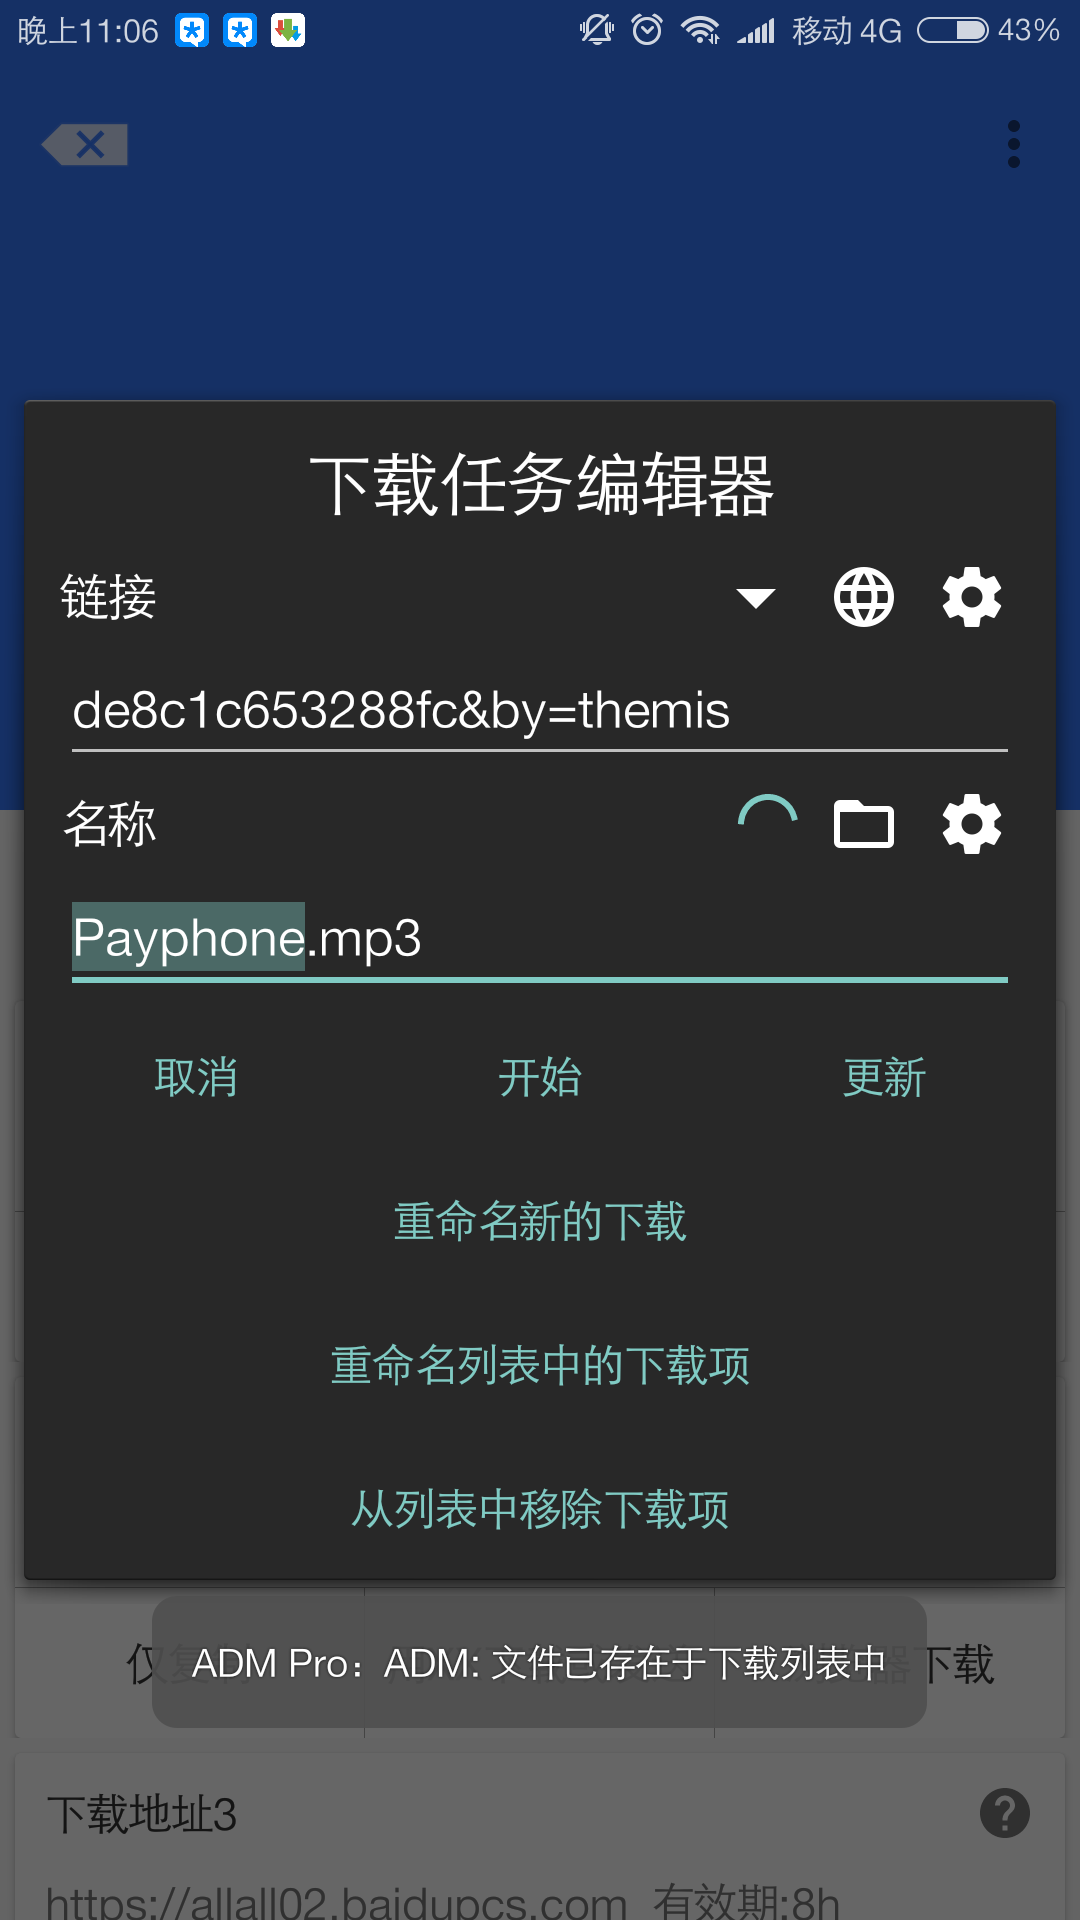 晚上11:06 移动 4G 43%
下载任务编辑器
链接
de8c1c653288fc&by=themis
名称
Payphone.mp3
取消 开始 更新
重命名新的下载
重命名列表中的下载项
从列表中移除下载项
ADM Pro：ADM: 文件已存在于下载列表中
仅 下载
下载地址3
https://allall02.baidupcs.com 有效期:8h